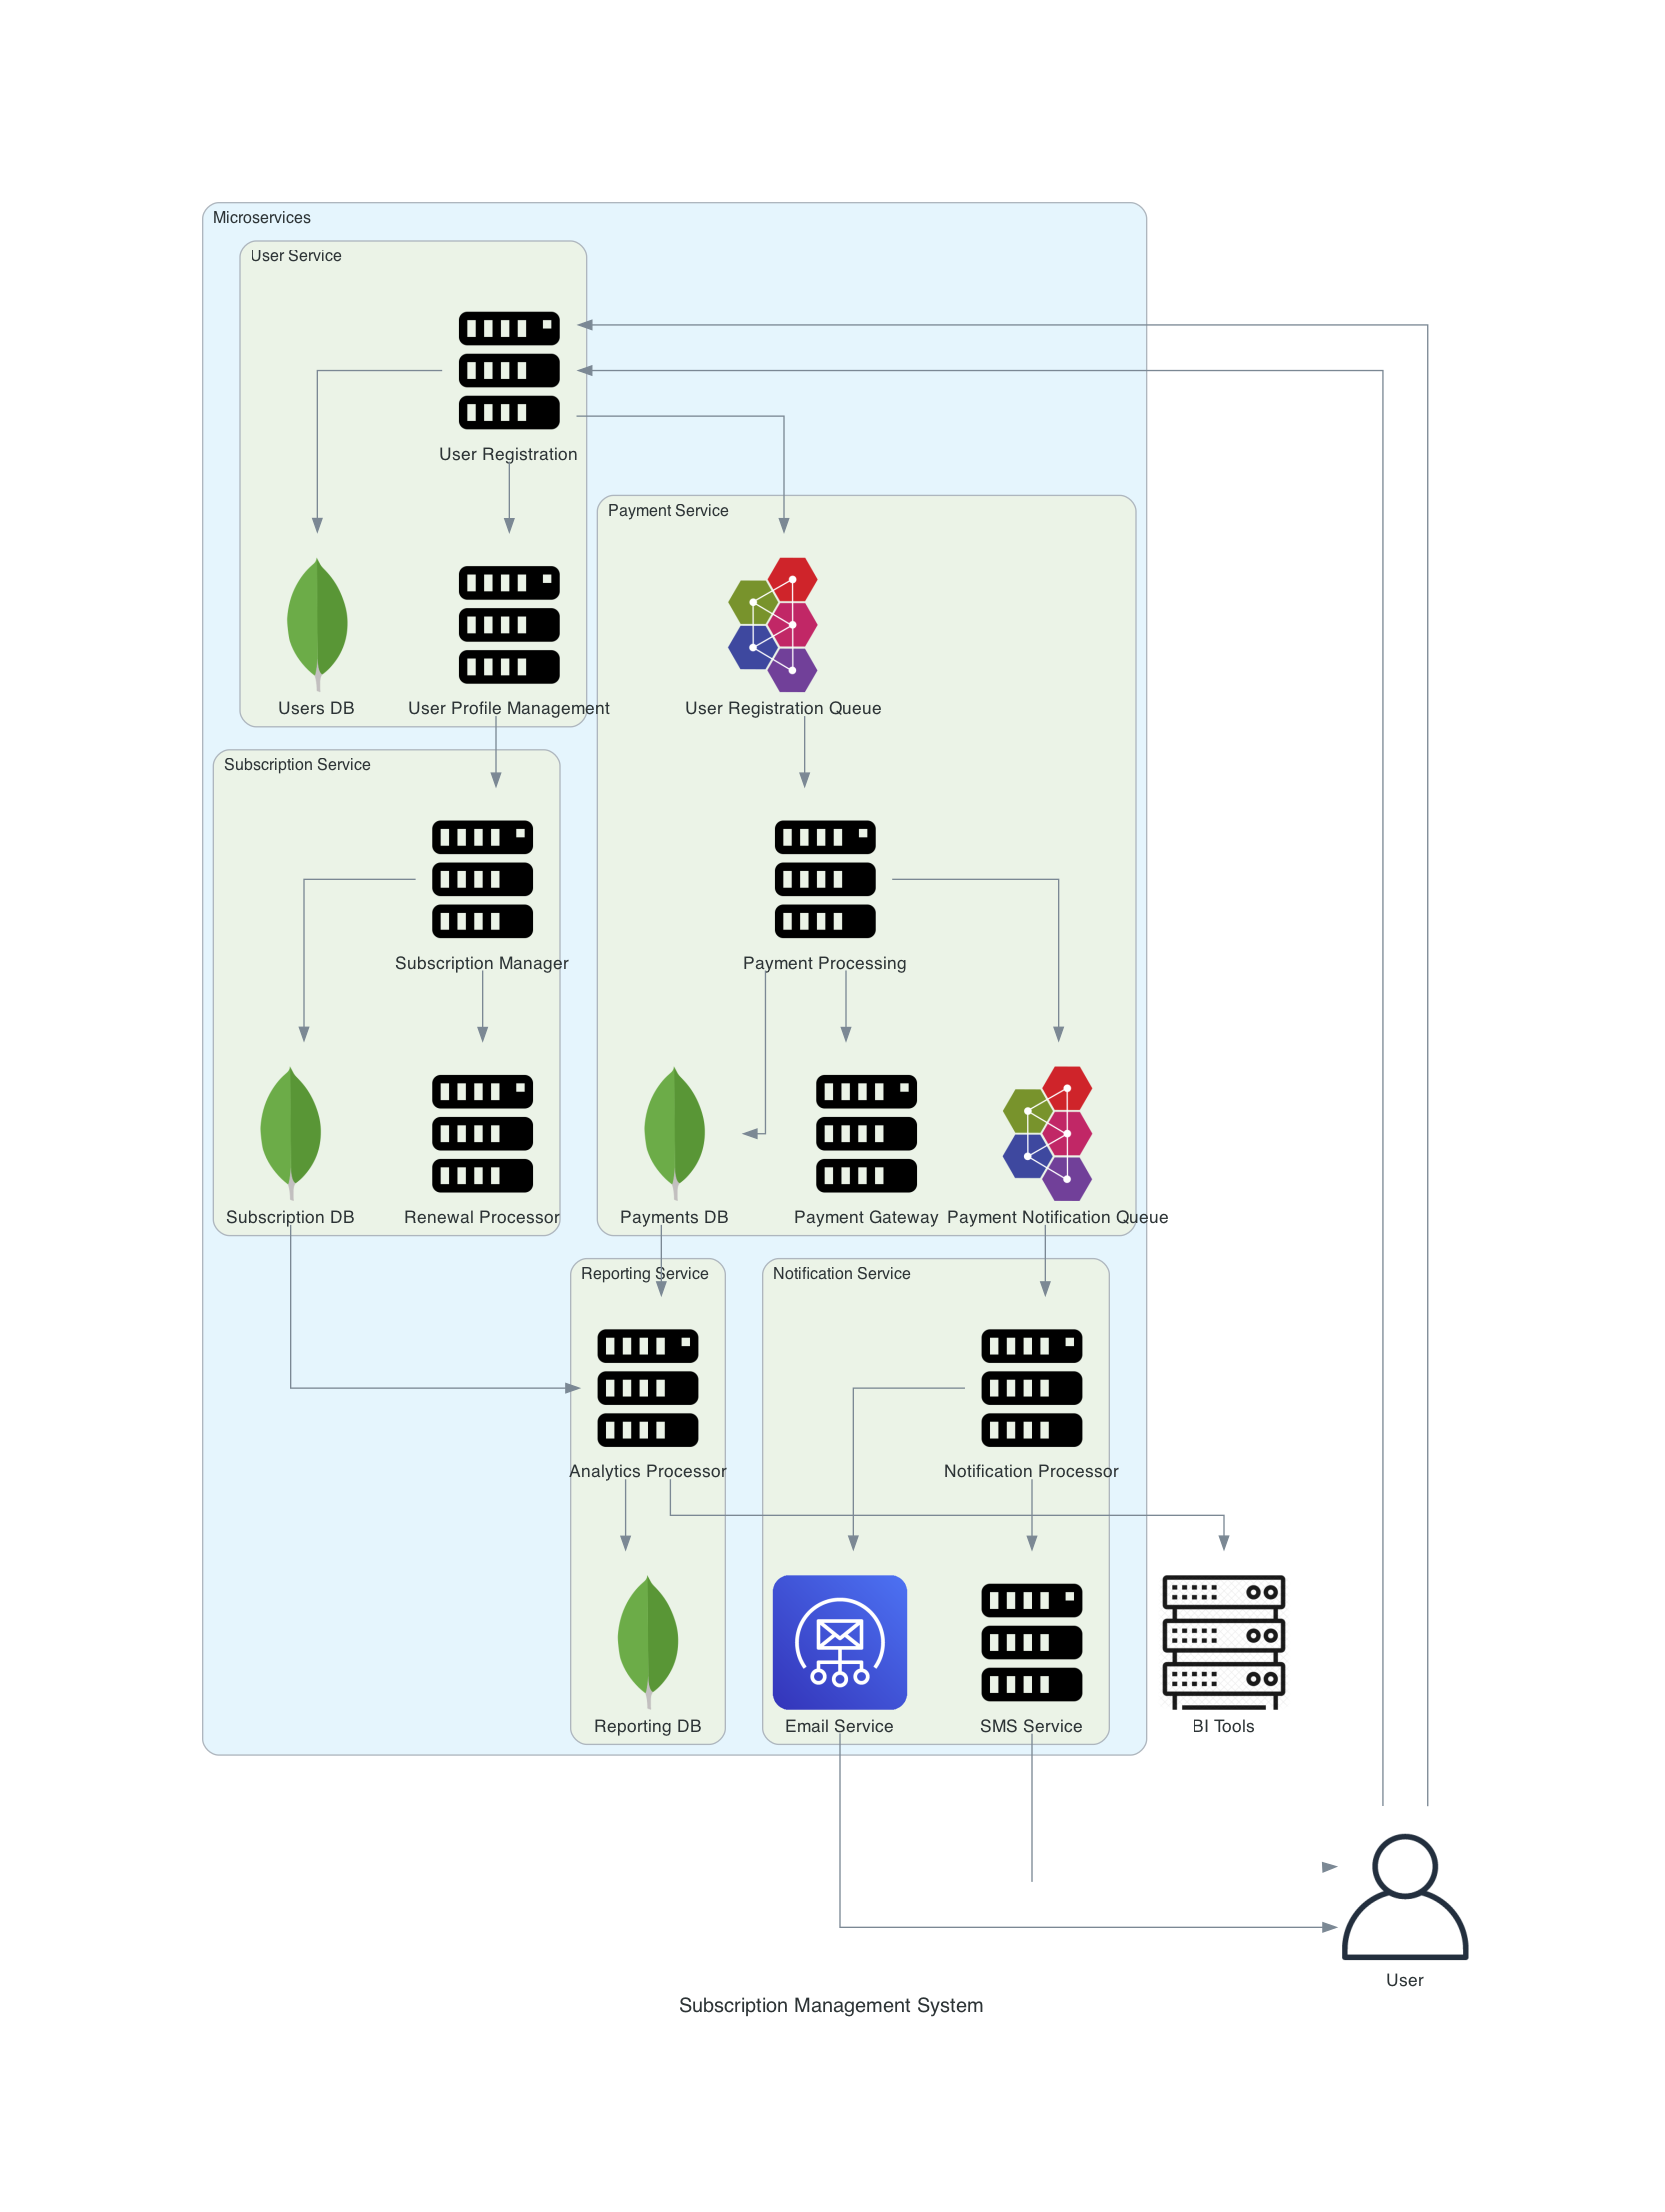 Microservices
User Service
User Registration
Payment Service
Users DB
User Profile Management
User Registration Queue
Subscription Service
Subscription Manager
Payment Processing
Subscription DB
Renewal Processor
Payments DB
Payment Gateway
Payment Notification Queue
Reporting Service
Notification Service
Analytics Processor
Notification Processor
Reporting DB
Email Service
SMS Service
BI Tools
User
Subscription Management System